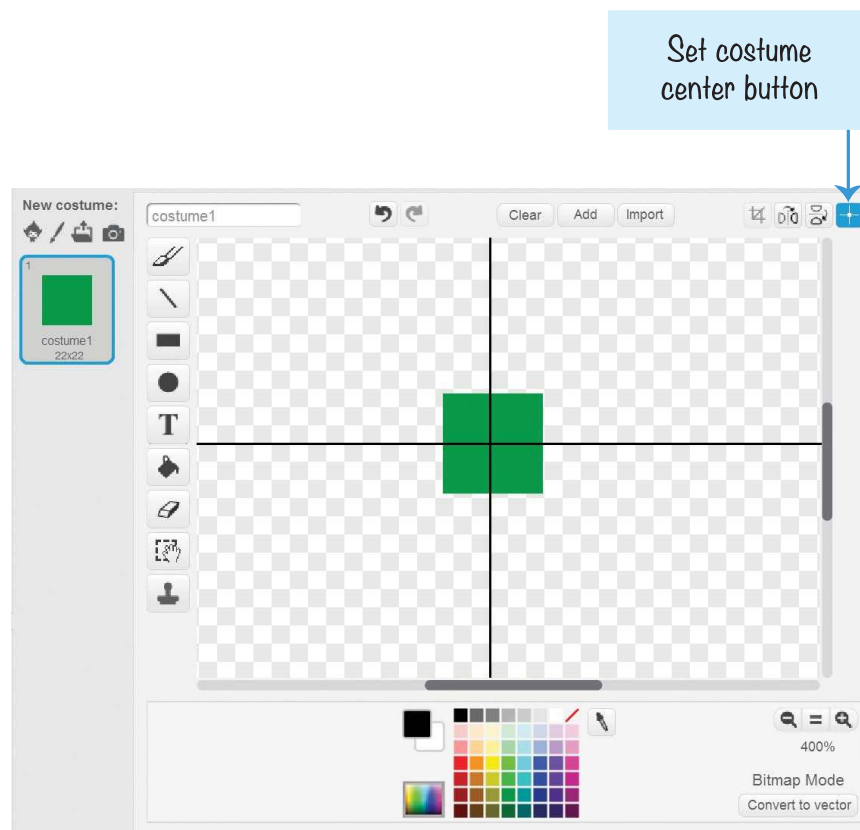 Set costume
center button
New costume:
costume1
Clear
Add
Import
1
costume1
22x22
T
400%
Bitmap Mode
Convert to vector